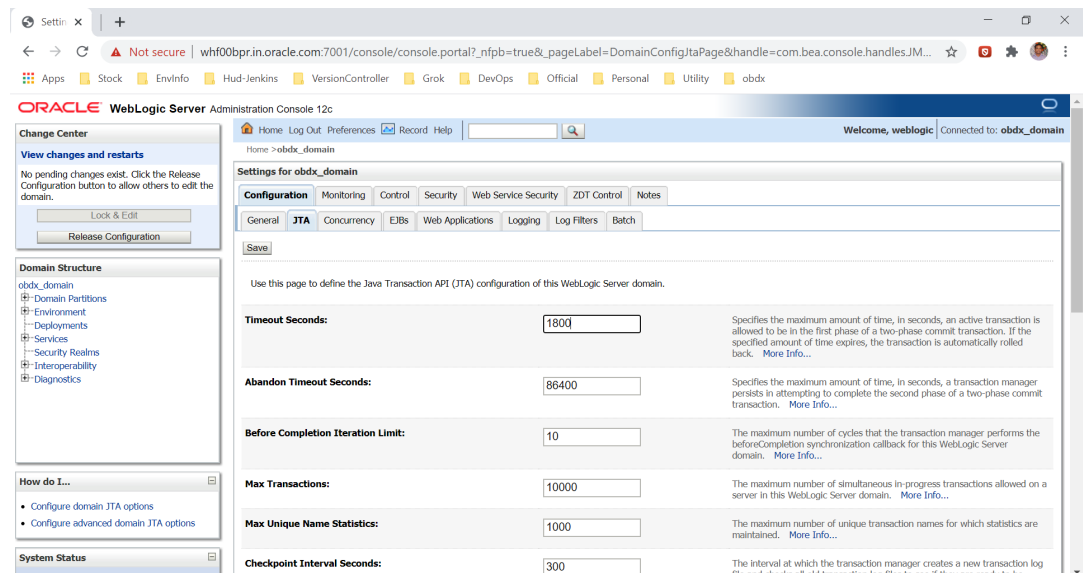 Settin
Not secure | whf00bpr.in.oracle.com:7001/console/console.portal?_nfpb=true&_pageLabel=DomainConfigJtaPage&handle=com.bea.console.handles.JM...
Apps Stock EnvInfo Hud-Jenkins VersionController Grok DevOps Official Personal Utility obdx
ORACLE WebLogic Server Administration Console 12c
Change Center
View changes and restarts
No pending changes exist. Click the Release
Configuration button to allow others to edit the
domain.
Lock & Edit
Release Configuration
Domain Structure
obdx_domain
Domain Partitions
Environment
Deployments
Services
Security Realms
Interoperability
Diagnostics
How do I...
Configure domain JTA options
Configure advanced domain JTA options
System Status
Home Log Out Preferences Record Help
Welcome, weblogic Connected to: obdx_domain
Home >obdx_domain
Settings for obdx_domain
Configuration Monitoring Control Security Web Service Security ZDT Control Notes
General JTA Concurrency EJBs Web Applications Logging Log Filters Batch
Save
Use this page to define the Java Transaction API (JTA) configuration of this WebLogic Server domain.
Timeout Seconds:
1800
Specifies the maximum amount of time, in seconds, an active transaction is
allowed to be in the first phase of a two-phase commit transaction. If the
specified amount of time expires, the transaction is automatically rolled
back. More Info...
Abandon Timeout Seconds:
86400
Specifies the maximum amount of time, in seconds, a transaction manager
persists in attempting to complete the second phase of a two-phase commit
transaction. More Info...
Before Completion Iteration Limit:
10
The maximum number of cycles that the transaction manager performs the
beforeCompletion synchronization callback for this WebLogic Server
domain. More Info...
Max Transactions:
10000
The maximum number of simultaneous in-progress transactions allowed on a
server in this WebLogic Server domain. More Info...
Max Unique Name Statistics:
1000
The maximum number of unique transaction names for which statistics are
maintained. More Info...
Checkpoint Interval Seconds:
300
The interval at which the transaction manager creates a new transaction log